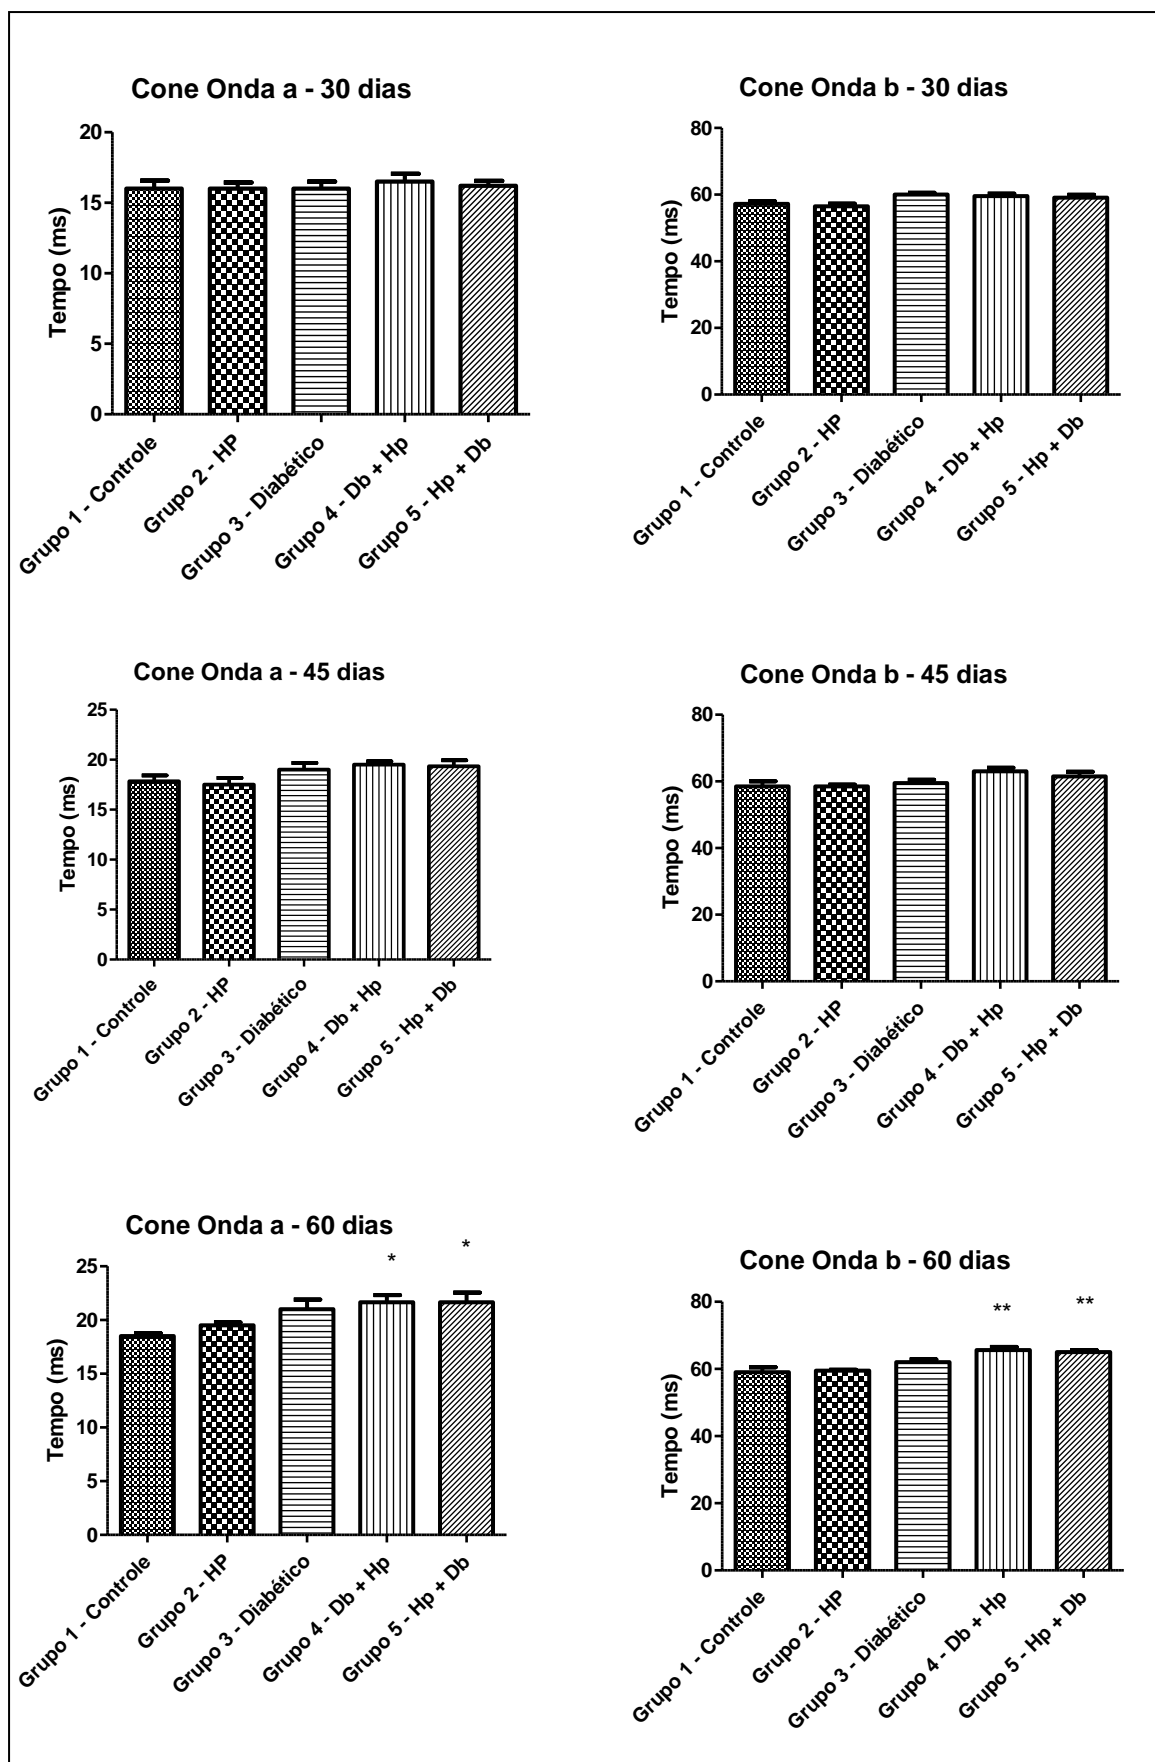 Cone Onda a - 30 dias
Tempo (ms)
20
15
10
5
0
Grupo 1 - Controle
Grupo 2 - HP
Grupo 3 - Diabético
Grupo 4 - Db + Hp
Grupo 5 - Hp + Db
Cone Onda b - 30 dias
Tempo (ms)
80
60
40
20
0
Grupo 1 - Controle
Grupo 2 - HP
Grupo 3 - Diabético
Grupo 4 - Db + Hp
Grupo 5 - Hp + Db
Cone Onda a - 45 dias
Tempo (ms)
25
20
15
10
5
0
Grupo 1 - Controle
Grupo 2 - HP
Grupo 3 - Diabético
Grupo 4 - Db + Hp
Grupo 5 - Hp + Db
Cone Onda b - 45 dias
Tempo (ms)
80
60
40
20
0
Grupo 1 - Controle
Grupo 2 - HP
Grupo 3 - Diabético
Grupo 4 - Db + Hp
Grupo 5 - Hp + Db
Cone Onda a - 60 dias
* *
Tempo (ms)
25
20
15
10
5
0
Grupo 1 - Controle
Grupo 2 - HP
Grupo 3 - Diabético
Grupo 4 - Db + Hp
Grupo 5 - Hp + Db
Cone Onda b - 60 dias
** **
Tempo (ms)
80
60
40
20
0
Grupo 1 - Controle
Grupo 2 - HP
Grupo 3 - Diabético
Grupo 4 - Db + Hp
Grupo 5 - Hp + Db